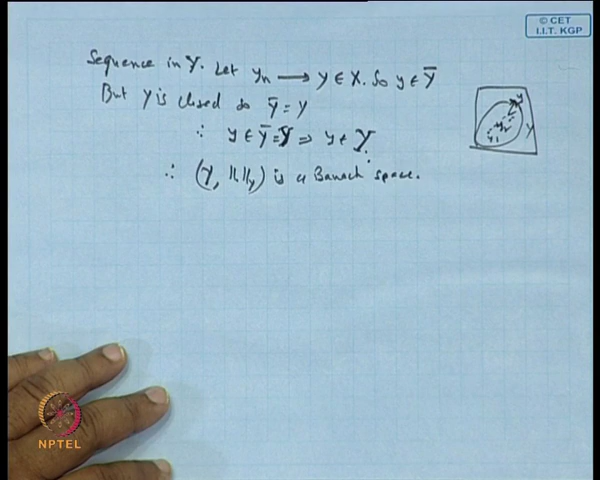 © CET
I.I.T. KGP
Sequence in Y. Let yₙ ⟶ y ∈ X. So y ∈ Ȳ
But Y is closed so Ȳ = Y
∴ y ∈ Ȳ = Y ⇒ y ∈ Y.
∴ (Y, ‖.‖y) is a Banach space.
Y
NPTEL